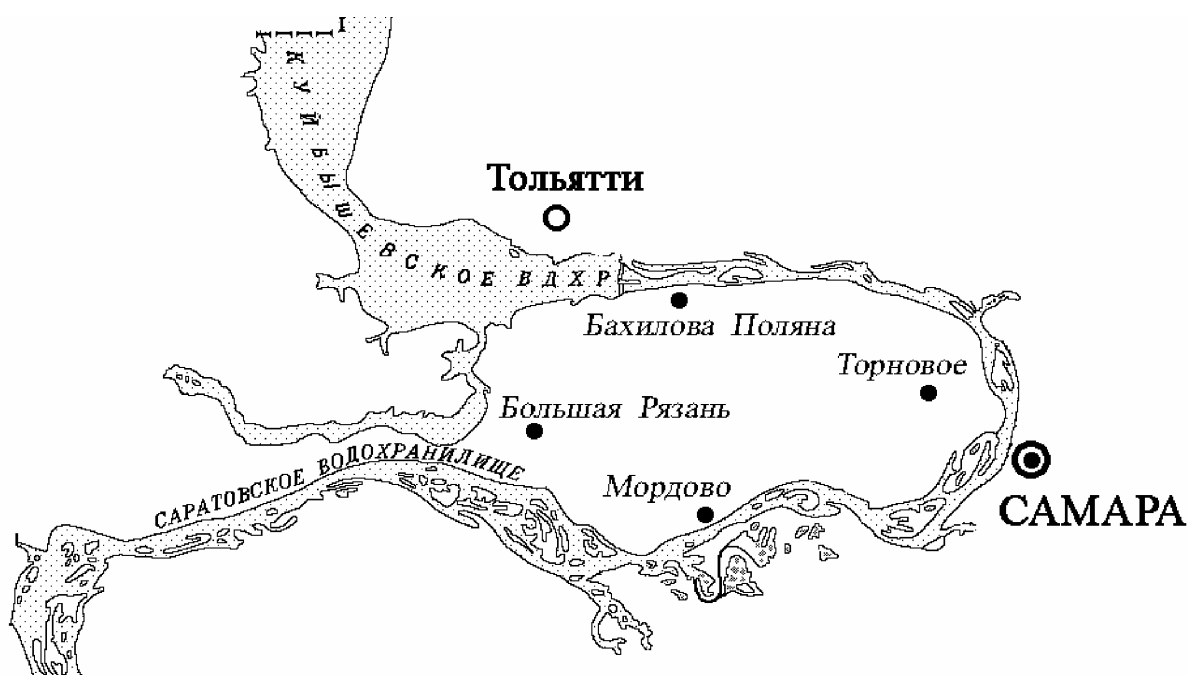 КУЙБЫШЕВСКОЕ ВДХР
Тольятти
Бахилова Поляна
Торновое
Большая Рязань
САРАТОВСКОЕ ВОДОХРАНИЛИЩЕ
Мордово
САМАРА